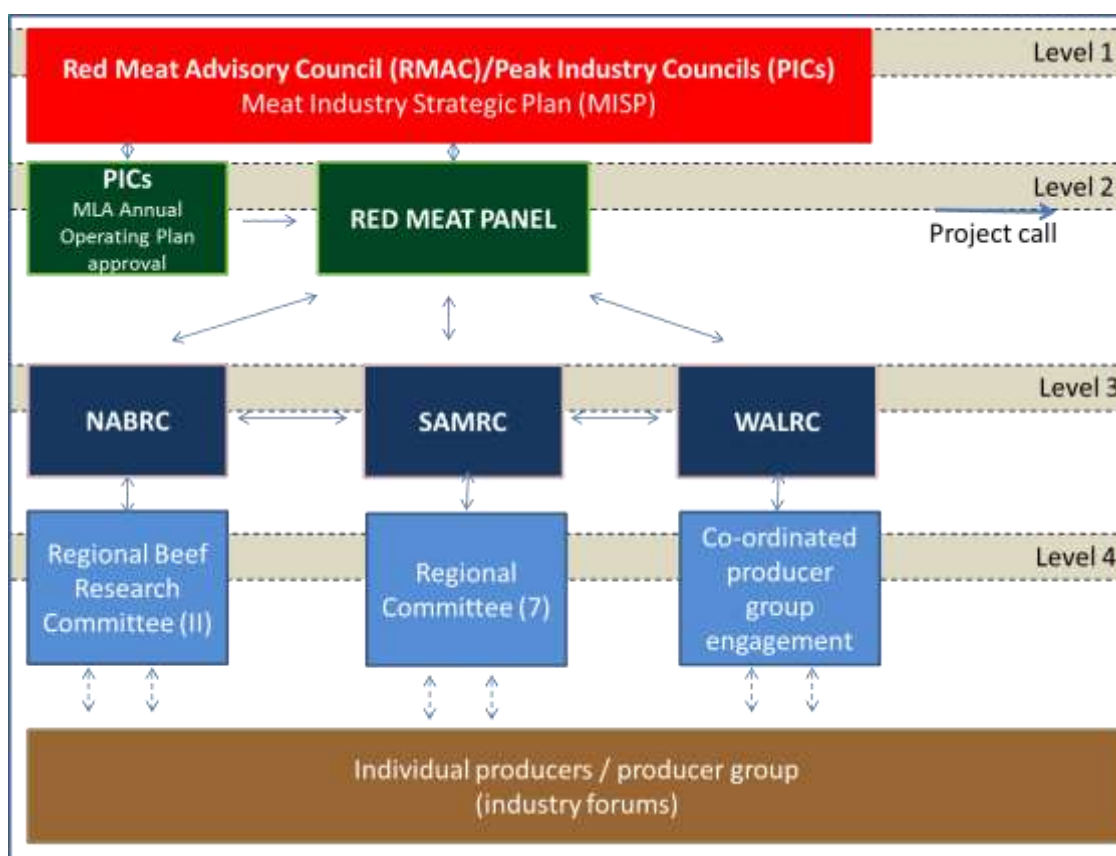 Level 1
Red Meat Advisory Council (RMAC)/Peak Industry Councils (PICs)
Meat Industry Strategic Plan (MISP)
Level 2
PICs
MLA Annual
Operating Plan
approval
RED MEAT PANEL
Project call
Level 3
NABRC
SAMRC
WALRC
Level 4
Regional Beef
Research
Committee (II)
Regional
Committee (7)
Co-ordinated
producer
group
engagement
Individual producers / producer group
(industry forums)